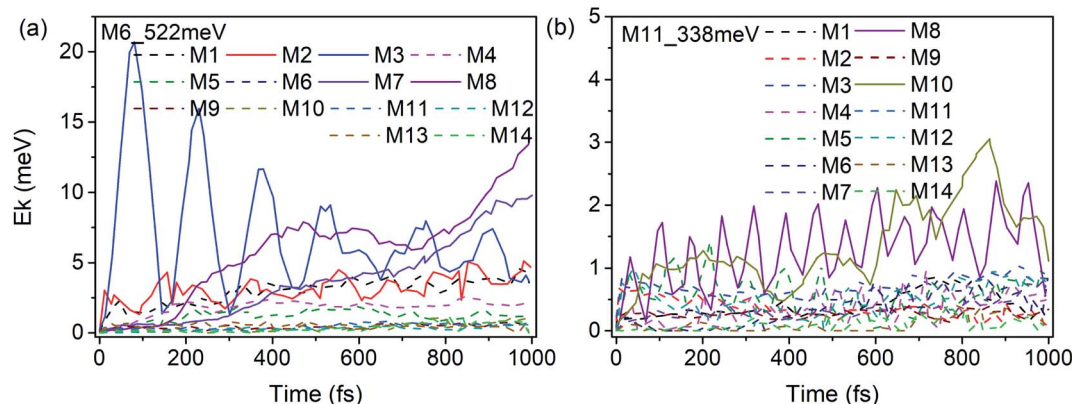 (a)
M6_522meV
M1 M2 M3 M4
M5 M6 M7 M8
M9 M10 M11 M12
M13 M14
20
15
10
5
0
Ek (meV)
0 200 400 600 800 1000
Time (fs)
(b)
M11_338meV
M1 M8
M2 M9
M3 M10
M4 M11
M5 M12
M6 M13
M7 M14
5
4
3
2
1
0
0 200 400 600 800 1000
Time (fs)